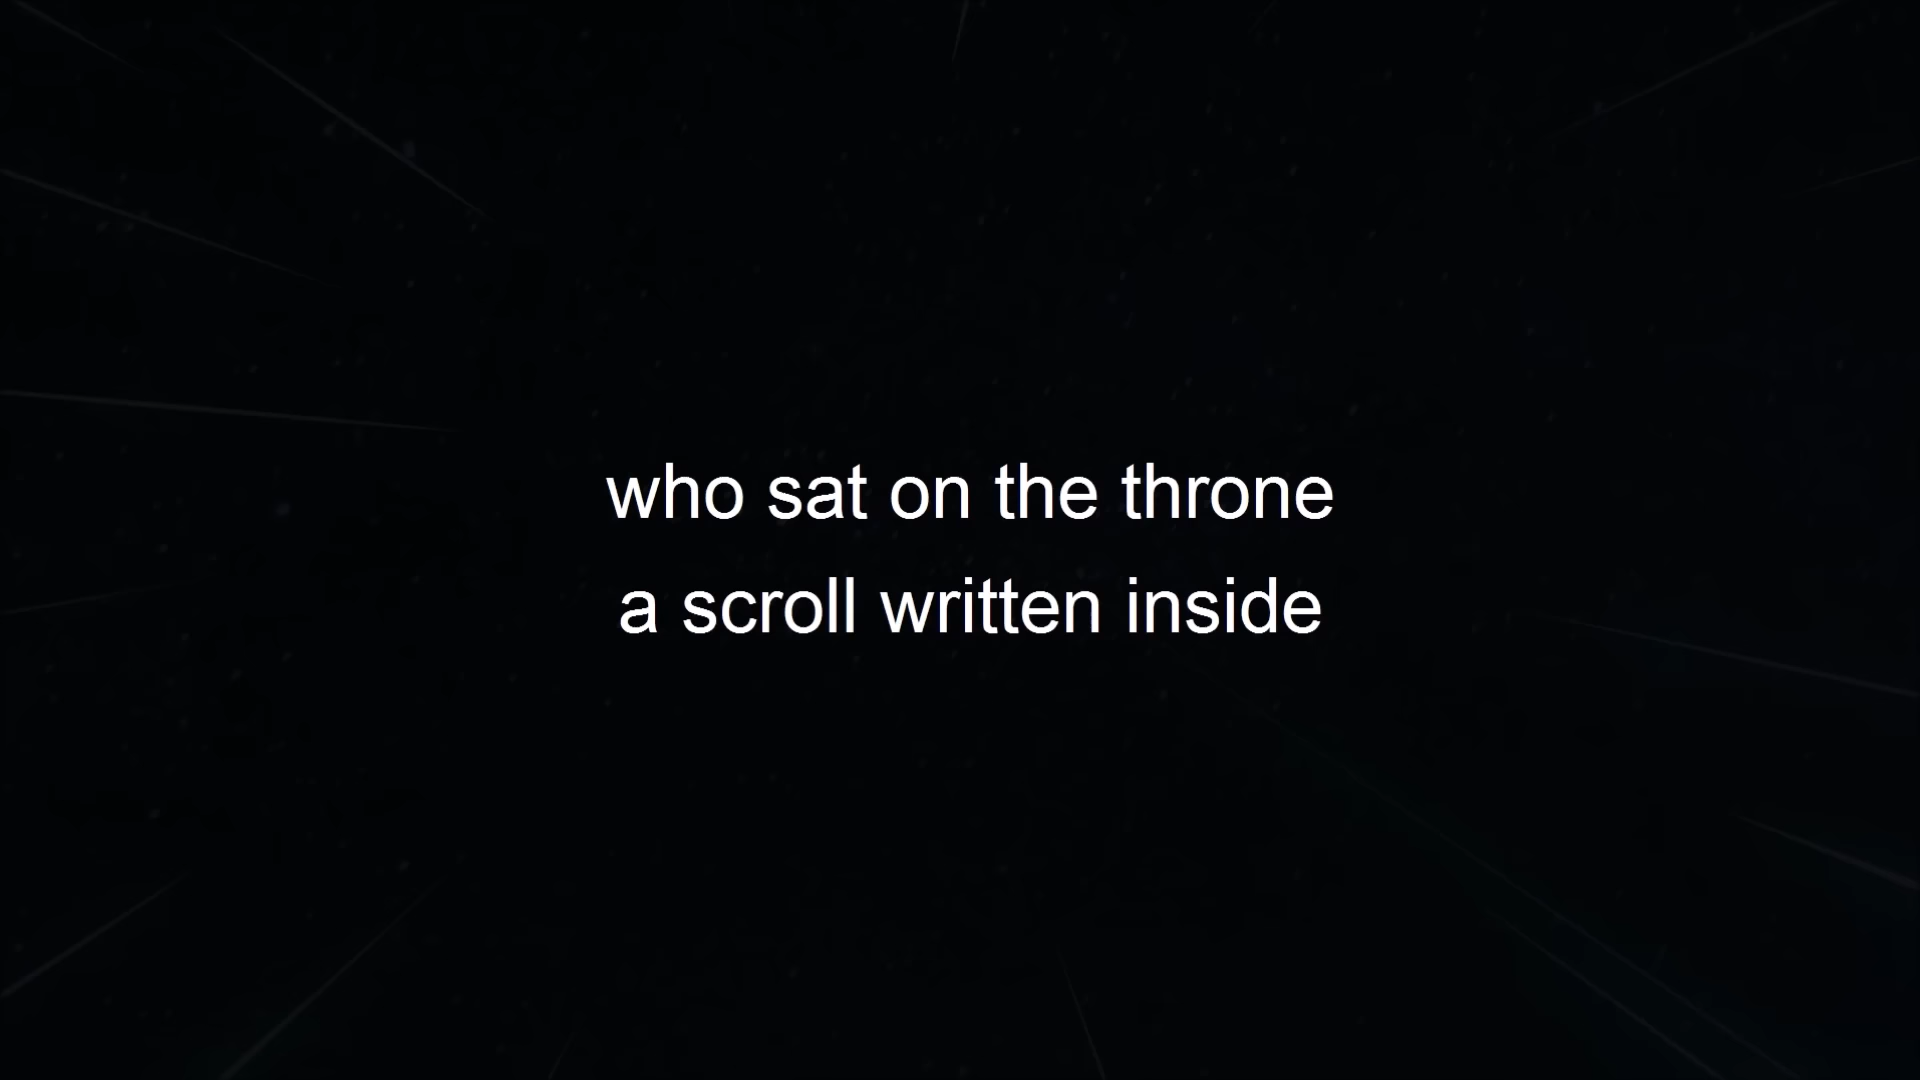 who sat on the throne
a scroll written inside